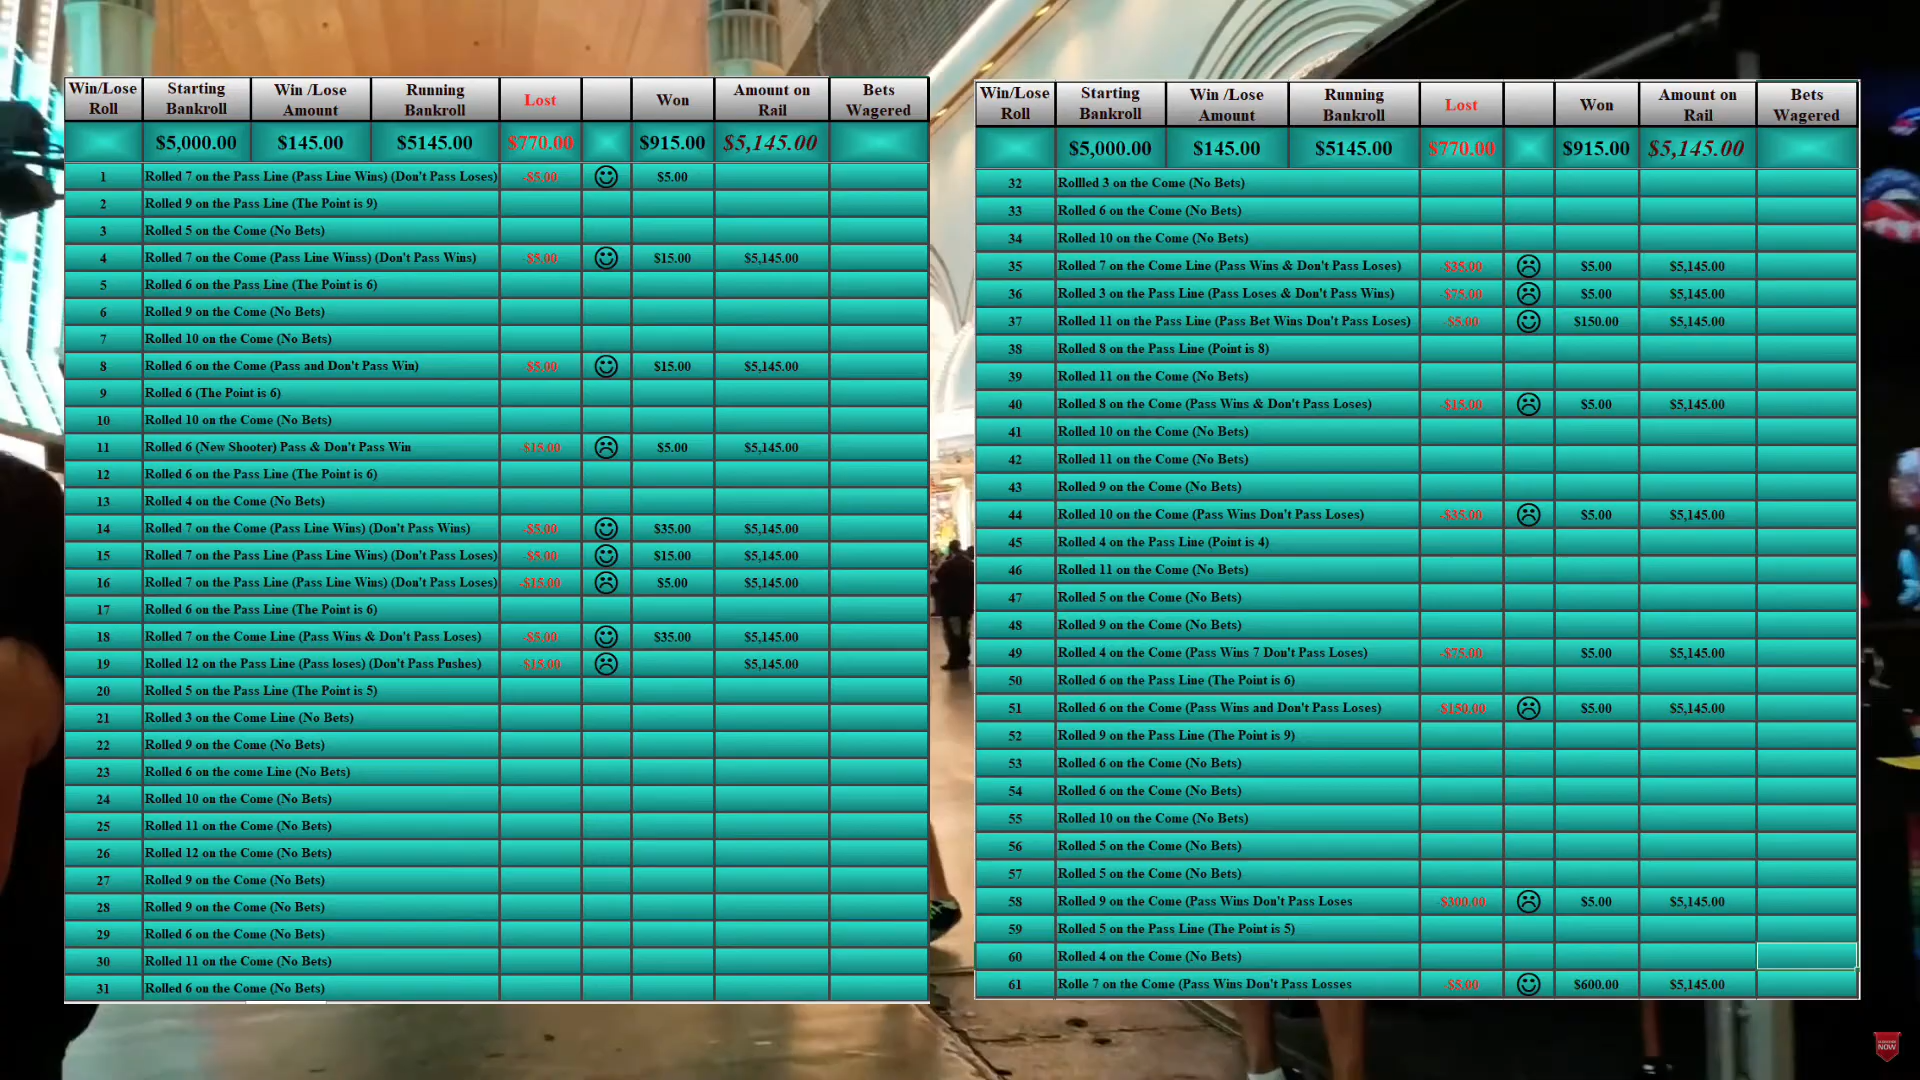 Win/Lose Roll Starting Bankroll Win /Lose Amount Running Bankroll Lost Won Amount on Rail Bets Wagered
$5,000.00 $145.00 $5145.00 $770.00 $915.00 $5,145.00
1 Rolled 7 on the Pass Line (Pass Line Wins) (Don't Pass Loses) -$5.00 $5.00
2 Rolled 9 on the Pass Line (The Point is 9)
3 Rolled 5 on the Come (No Bets)
4 Rolled 7 on the Come (Pass Line Winss) (Don't Pass Wins) -$5.00 $15.00 $5,145.00
5 Rolled 6 on the Pass Line (The Point is 6)
6 Rolled 9 on the Come (No Bets)
7 Rolled 10 on the Come (No Bets)
8 Rolled 6 on the Come (Pass and Don't Pass Win) $5.00 $15.00 $5,145.00
9 Rolled 6 (The Point is 6)
10 Rolled 10 on the Come (No Bets)
11 Rolled 6 (New Shooter) Pass & Don't Pass Win $15.00 $5.00 $5,145.00
12 Rolled 6 on the Pass Line (The Point is 6)
13 Rolled 4 on the Come (No Bets)
14 Rolled 7 on the Come (Pass Line Wins) (Don't Pass Wins) -$5.00 $35.00 $5,145.00
15 Rolled 7 on the Pass Line (Pass Line Wins) (Don't Pass Loses) -$5.00 $15.00 $5,145.00
16 Rolled 7 on the Pass Line (Pass Line Wins) (Don't Pass Loses) -$15.00 $5.00 $5,145.00
17 Rolled 6 on the Pass Line (The Point is 6)
18 Rolled 7 on the Come Line (Pass Wins & Don't Pass Loses) -$5.00 $35.00 $5,145.00
19 Rolled 12 on the Pass Line (Pass loses) (Don't Pass Pushes) $15.00 $5,145.00
20 Rolled 5 on the Pass Line (The Point is 5)
21 Rolled 3 on the Come Line (No Bets)
22 Rolled 9 on the Come (No Bets)
23 Rolled 6 on the come Line (No Bets)
24 Rolled 10 on the Come (No Bets)
25 Rolled 11 on the Come (No Bets)
26 Rolled 12 on the Come (No Bets)
27 Rolled 9 on the Come (No Bets)
28 Rolled 9 on the Come (No Bets)
29 Rolled 6 on the Come (No Bets)
30 Rolled 11 on the Come (No Bets)
31 Rolled 6 on the Come (No Bets)
Win/Lose Roll Starting Bankroll Win /Lose Amount Running Bankroll Lost Won Amount on Rail Bets Wagered
$5,000.00 $145.00 $5145.00 $770.00 $915.00 $5,145.00
32 Rollled 3 on the Come (No Bets)
33 Rolled 6 on the Come (No Bets)
34 Rolled 10 on the Come (No Bets)
35 Rolled 7 on the Come Line (Pass Wins & Don't Pass Loses) $35.00 $5.00 $5,145.00
36 Rolled 3 on the Pass Line (Pass Loses & Don't Pass Wins) -$75.00 $5.00 $5,145.00
37 Rolled 11 on the Pass Line (Pass Bet Wins Don't Pass Loses) -$5.00 $150.00 $5,145.00
38 Rolled 8 on the Pass Line (Point is 8)
39 Rolled 11 on the Come (No Bets)
40 Rolled 8 on the Come (Pass Wins & Don't Pass Loses) -$15.00 $5.00 $5,145.00
41 Rolled 10 on the Come (No Bets)
42 Rolled 11 on the Come (No Bets)
43 Rolled 9 on the Come (No Bets)
44 Rolled 10 on the Come (Pass Wins Don't Pass Loses) -$35.00 $5.00 $5,145.00
45 Rolled 4 on the Pass Line (Point is 4)
46 Rolled 11 on the Come (No Bets)
47 Rolled 5 on the Come (No Bets)
48 Rolled 9 on the Come (No Bets)
49 Rolled 4 on the Come (Pass Wins 7 Don't Pass Loses) -$75.00 $5.00 $5,145.00
50 Rolled 6 on the Pass Line (The Point is 6)
51 Rolled 6 on the Come (Pass Wins and Don't Pass Loses) -$150.00 $5.00 $5,145.00
52 Rolled 9 on the Pass Line (The Point is 9)
53 Rolled 6 on the Come (No Bets)
54 Rolled 6 on the Come (No Bets)
55 Rolled 10 on the Come (No Bets)
56 Rolled 5 on the Come (No Bets)
57 Rolled 5 on the Come (No Bets)
58 Rolled 9 on the Come (Pass Wins Don't Pass Loses -$300.00 $5.00 $5,145.00
59 Rolled 5 on the Pass Line (The Point is 5)
60 Rolled 4 on the Come (No Bets)
61 Rolle 7 on the Come (Pass Wins Don't Pass Losses -$5.00 $600.00 $5,145.00
NOW